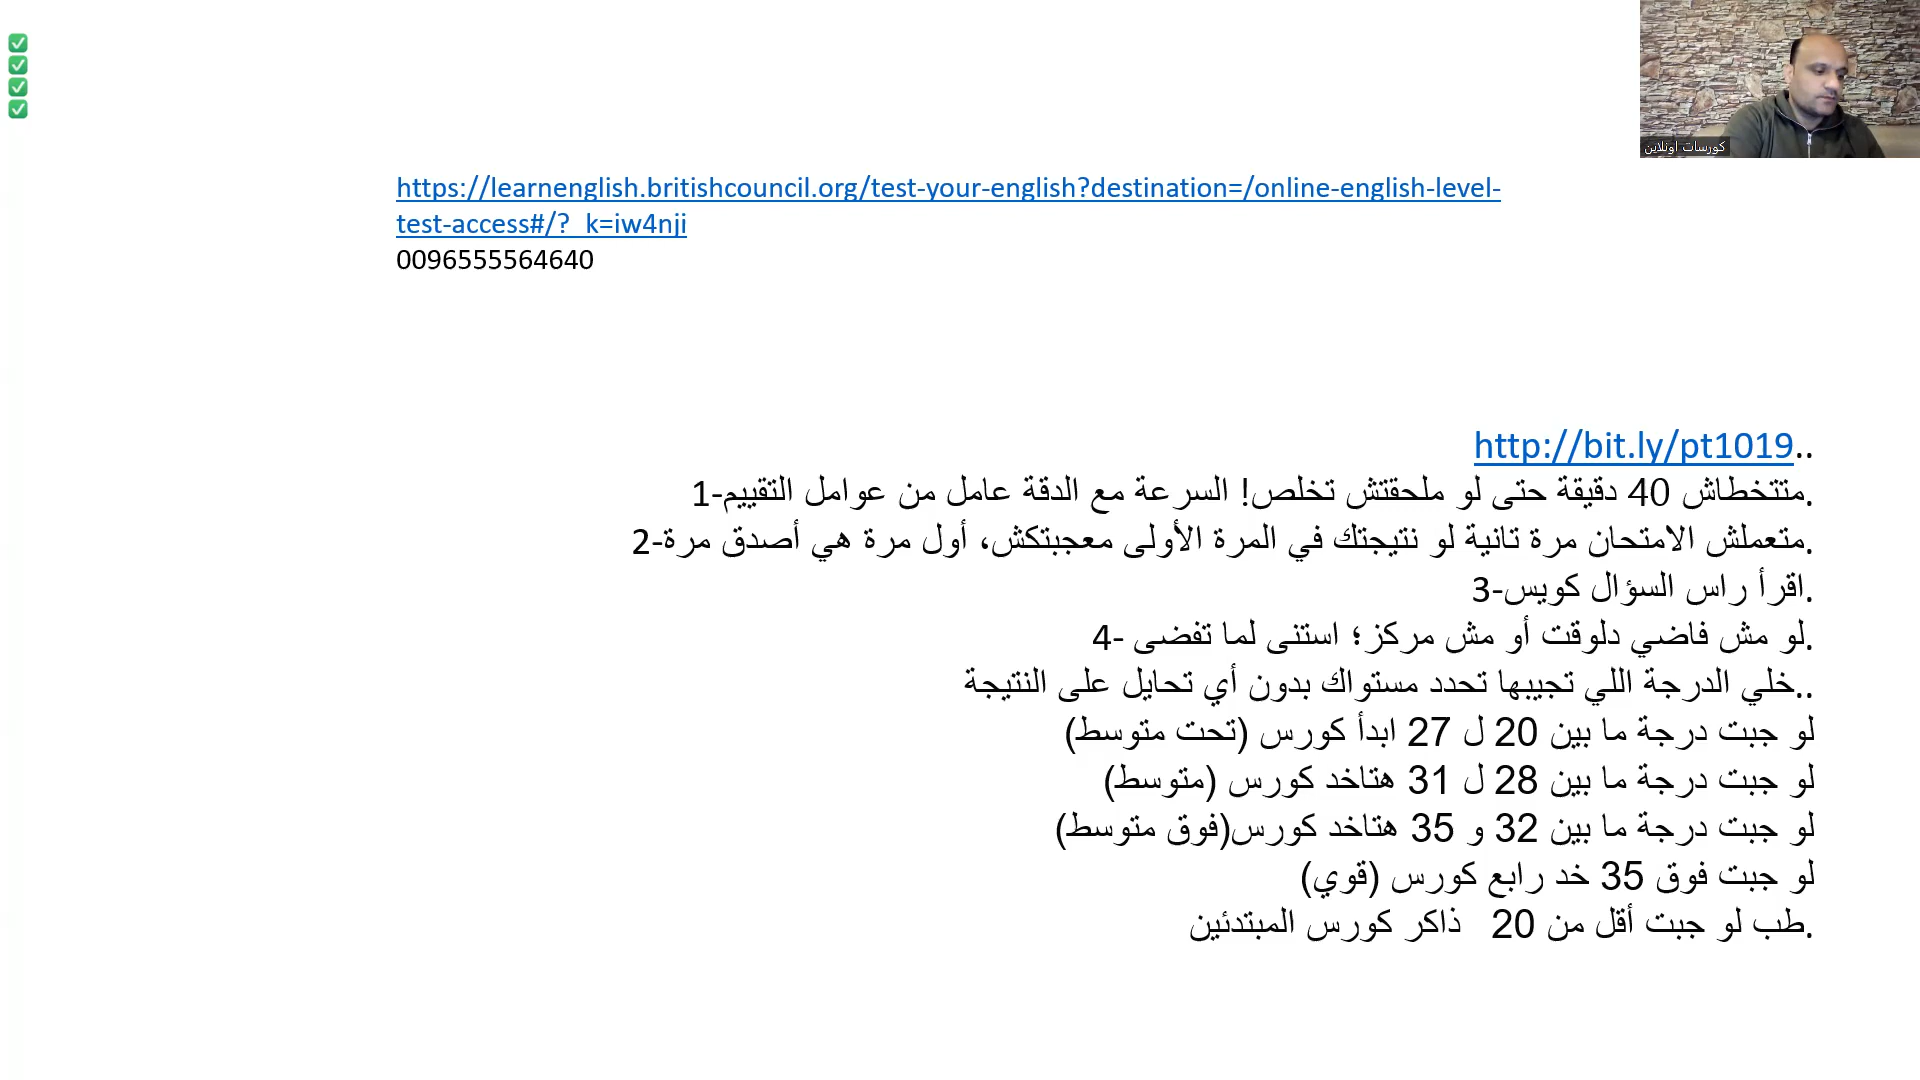 كورسات أونلاين
https://learnenglish.britishcouncil.org/test-your-english?destination=/online-english-level-
test-access#/?_k=iw4nji
0096555564640
http://bit.ly/pt1019..
1-متتخطاش 40 دقيقة حتى لو ملحقتش تخلص! السرعة مع الدقة عامل من عوامل التقييم.
2-متعملش الامتحان مرة تانية لو نتيجتك في المرة الأولى معجبتكش، أول مرة هي أصدق مرة.
3-اقرأ راس السؤال كويس.
4- لو مش فاضي دلوقت أو مش مركز؛ استنى لما تفضى.
خلي الدرجة اللي تجيبها تحدد مستواك بدون أي تحايل على النتيجة..
لو جبت درجة ما بين 20 ل 27 ابدأ كورس (تحت متوسط)
لو جبت درجة ما بين 28 ل 31 هتاخد كورس (متوسط)
لو جبت درجة ما بين 32 و 35 هتاخد كورس(فوق متوسط)
لو جبت فوق 35 خد رابع كورس (قوي)
طب لو جبت أقل من 20 ذاكر كورس المبتدئين.